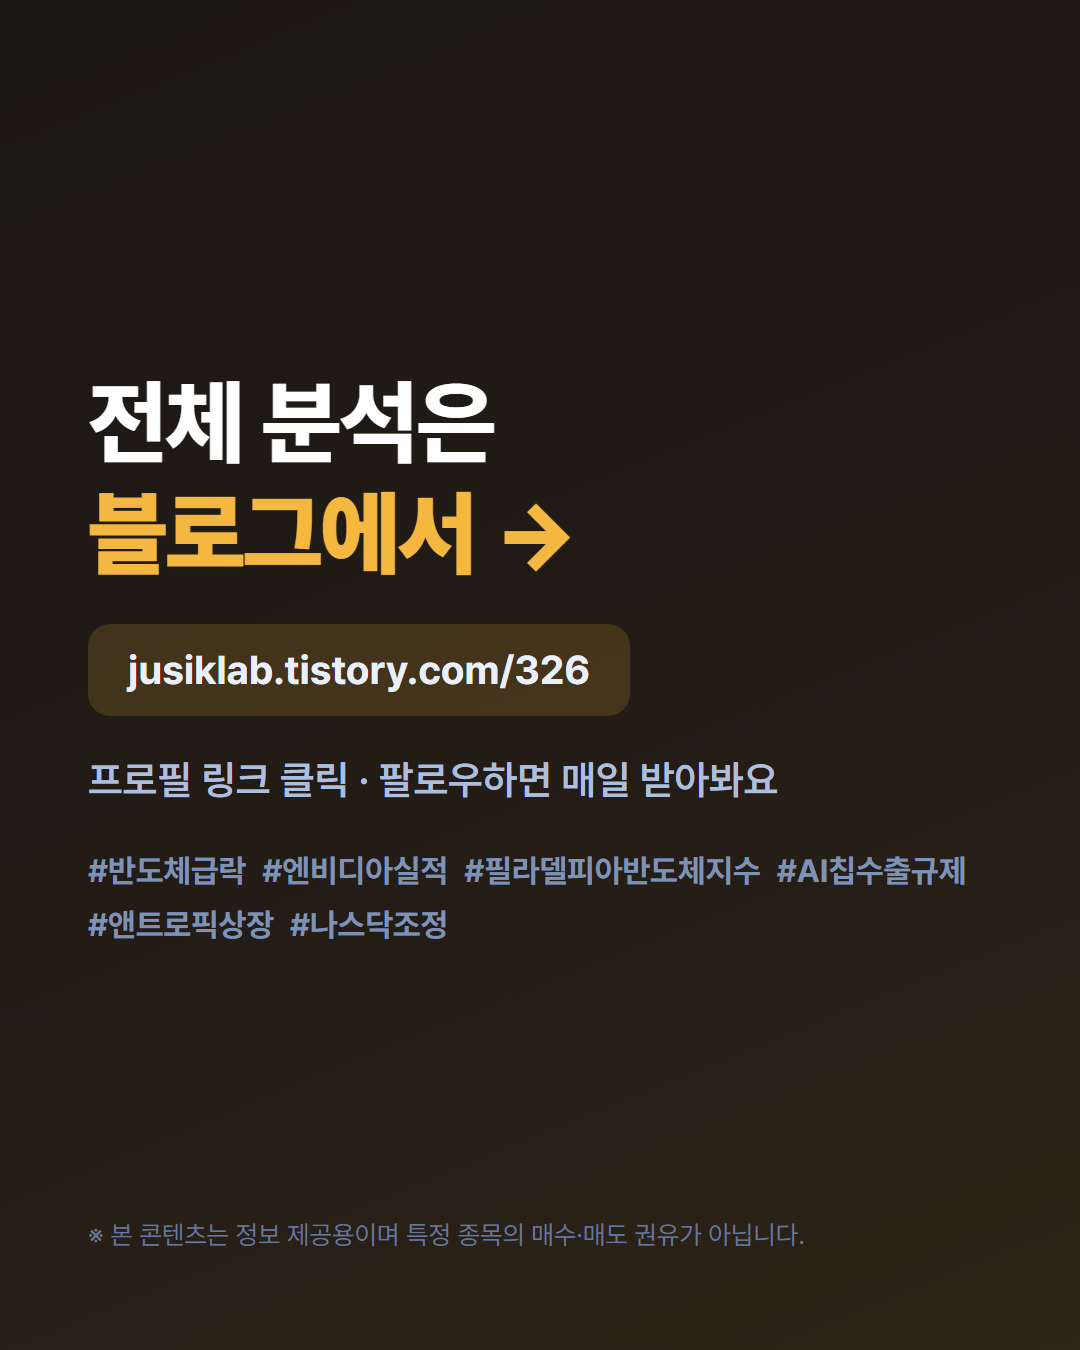 전체 분석은
블로그에서 →
jusiklab.tistory.com/326
프로필 링크 클릭 · 팔로우하면 매일 받아봐요
#반도체급락 #엔비디아실적 #필라델피아반도체지수 #AI칩수출규제
#앤트로픽상장 #나스닥조정
※ 본 콘텐츠는 정보 제공용이며 특정 종목의 매수·매도 권유가 아닙니다.